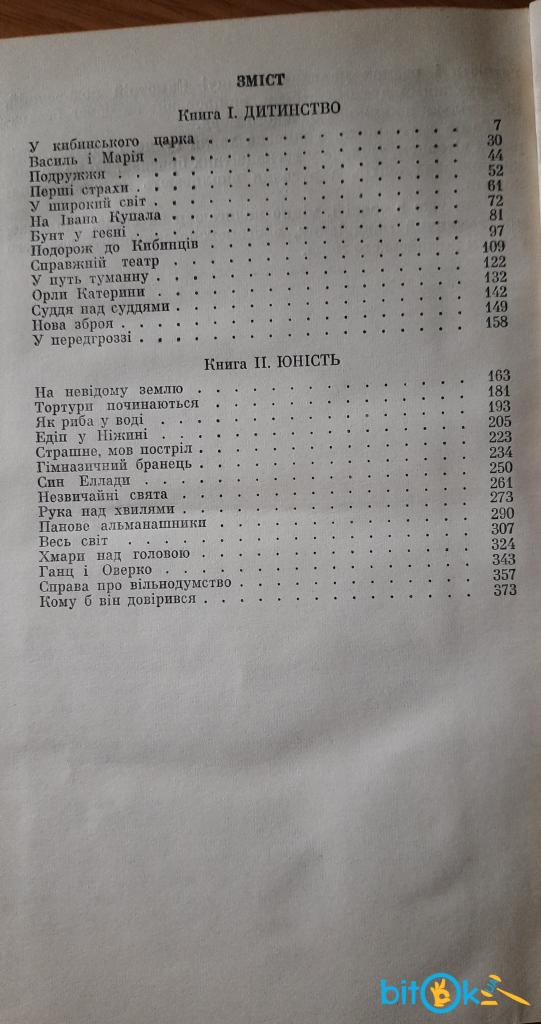 ЗМІСТ
Книга І. ДИТИНСТВО
У кибинського царка . . . . . . . . . . . 7
Василь і Марія . . . . . . . . . . . 30
Подружжя . . . . . . . . . . . 44
Перші страхи . . . . . . . . . . . 52
У широкий світ . . . . . . . . . . . 61
На Івана Купала . . . . . . . . . . . 72
Бунт у геєні . . . . . . . . . . . 81
Подорож до Кибинців . . . . . . . . . . . 97
Справжній театр . . . . . . . . . . . 109
У путь туманну . . . . . . . . . . . 122
Орли Катерини . . . . . . . . . . . 132
Суддя над суддями . . . . . . . . . . . 142
Нова зброя . . . . . . . . . . . 149
У передгроззі . . . . . . . . . . . 158
Книга ІІ. ЮНІСТЬ
На невідому землю . . . . . . . . . . . 163
Тортури починаються . . . . . . . . . . . 181
Як риба у воді . . . . . . . . . . . 193
Едіп у Ніжині . . . . . . . . . . . 205
Страшне, мов постріл . . . . . . . . . . . 223
Гімназичний бранець . . . . . . . . . . . 234
Син Еллади . . . . . . . . . . . 250
Незвичайні свята . . . . . . . . . . . 261
Рука над хвилями . . . . . . . . . . . 273
Панове альманашники . . . . . . . . . . . 290
Весь світ . . . . . . . . . . . 307
Хмари над головою . . . . . . . . . . . 324
Ганц і Оверко . . . . . . . . . . . 343
Справа про вільнодумство . . . . . . . . . . . 357
Кому б він довірився . . . . . . . . . . . 373
bitOk